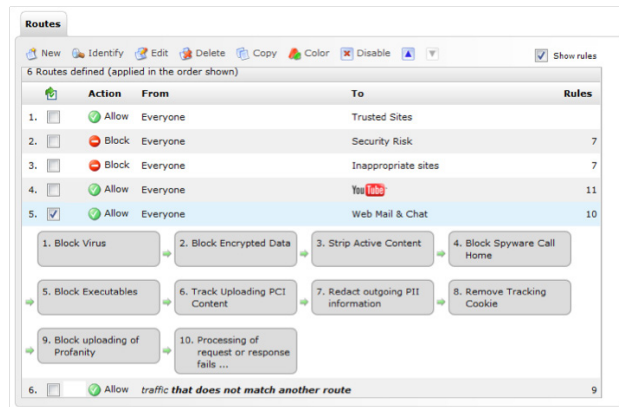 Routes
New Identify Edit Delete Copy Color Disable Show rules
6 Routes defined (applied in the order shown)
Action From To Rules
1. Allow Everyone Trusted Sites
2. Block Everyone Security Risk 7
3. Block Everyone Inappropriate sites 7
4. Allow Everyone YouTube 11
5. Allow Everyone Web Mail & Chat 10
1. Block Virus
2. Block Encrypted Data
3. Strip Active Content
4. Block Spyware Call
Home
5. Block Executables
6. Track Uploading PCI
Content
7. Redact outgoing PII
information
8. Remove Tracking
Cookie
9. Block uploading of
Profanity
10. Processing of
request or response
fails ...
6. Allow traffic that does not match another route 9